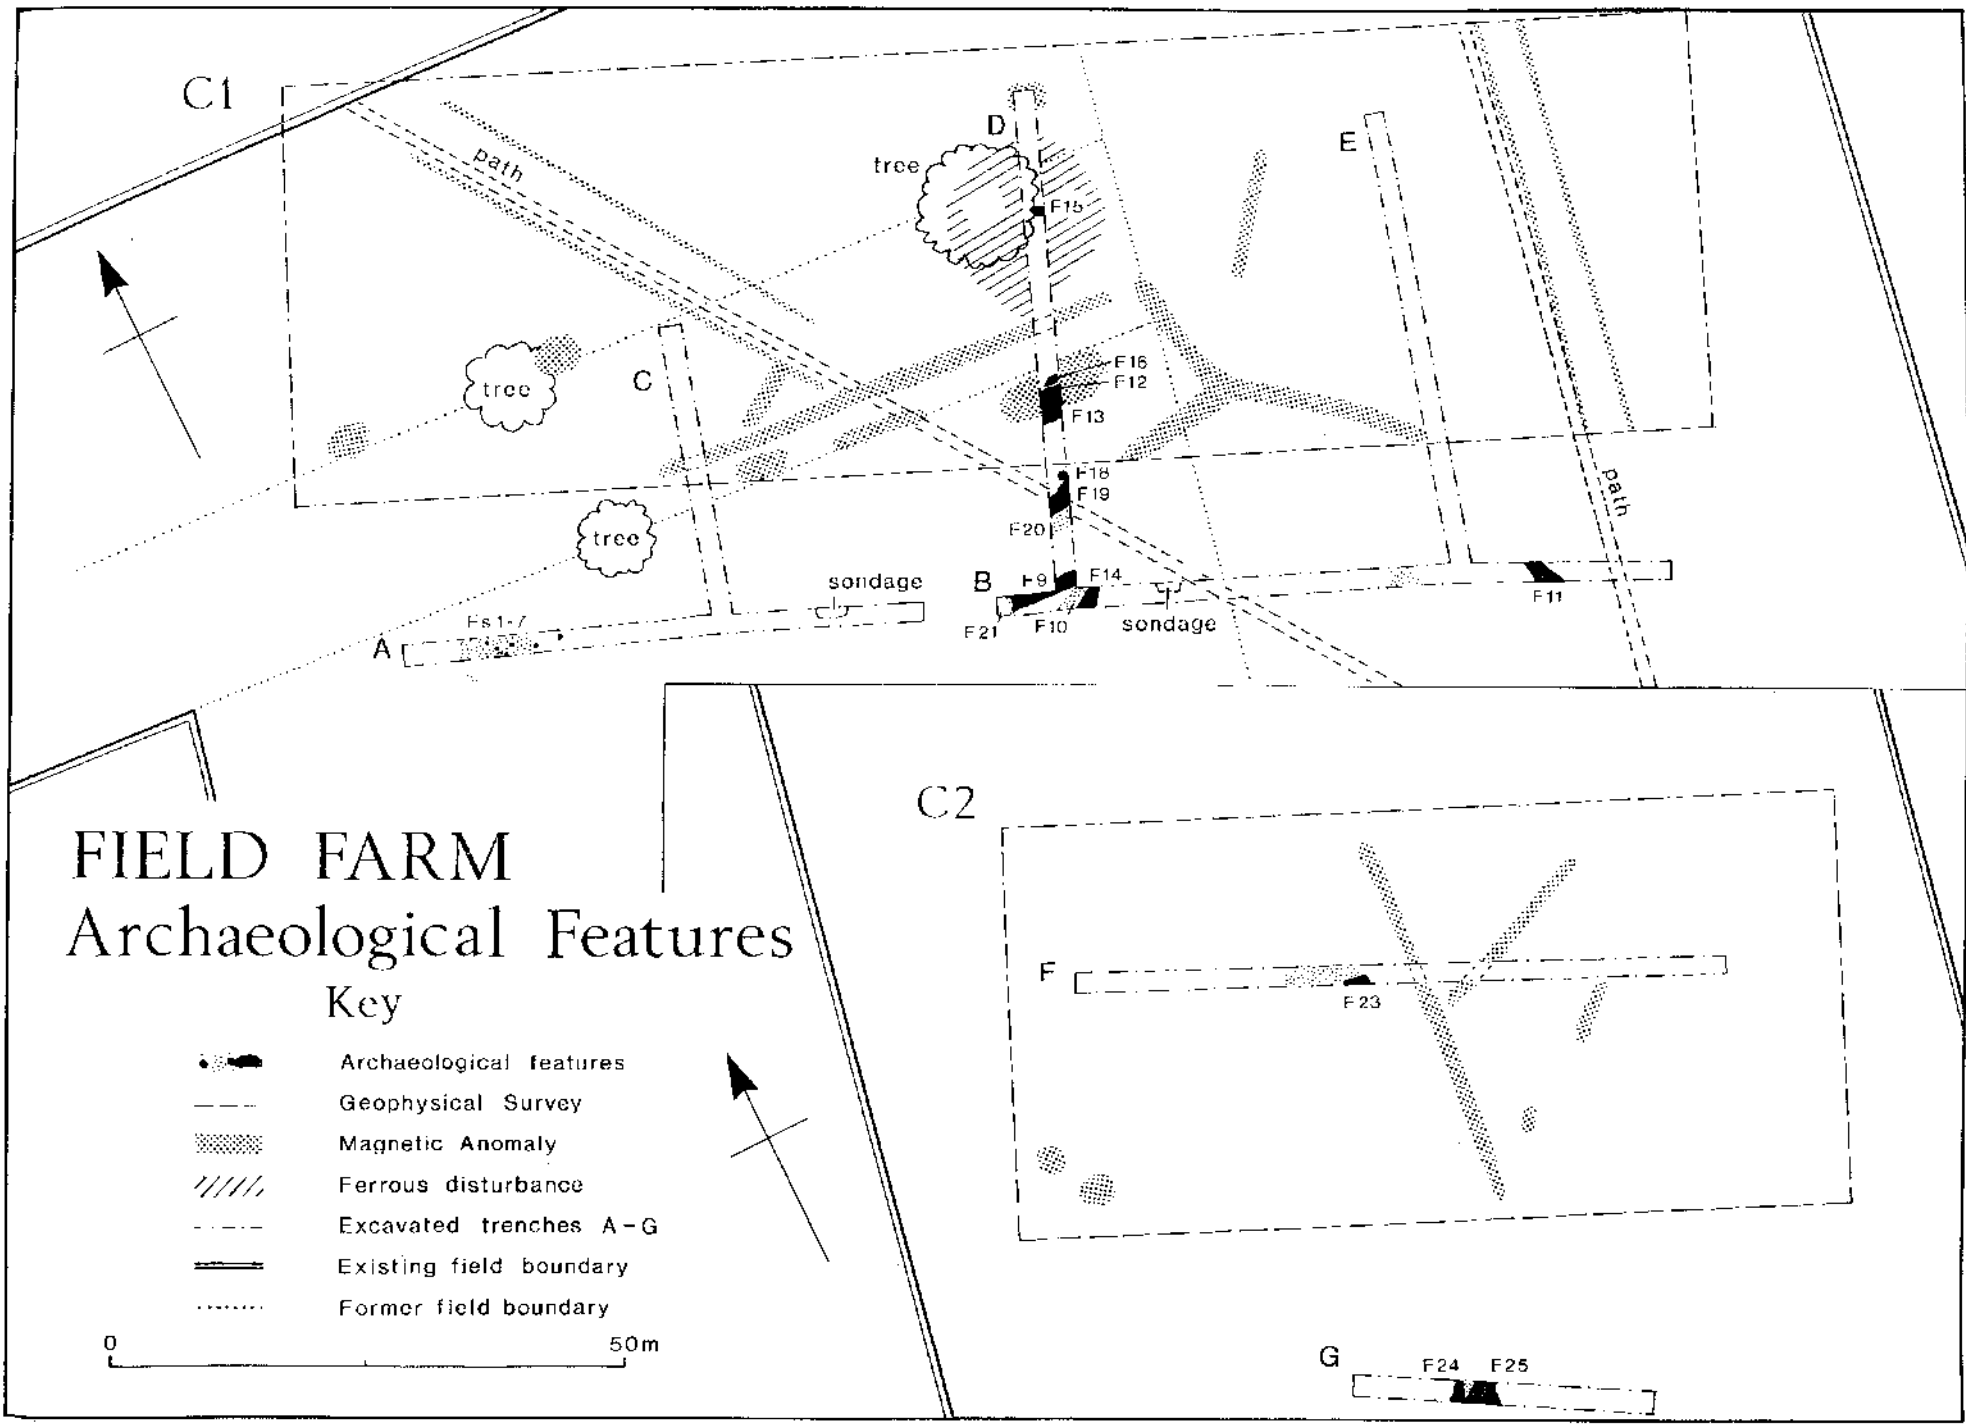 C1
D
E
path
tree
F15
F16
F12
C
tree
F13
F18
F19
path
F20
tree
B
F9
F14
sondage
F11
Fs1-7
F21
F10
sondage
A
C2
FIELD FARM
Archaeological Features
F
Key
F23
Archaeological features
Geophysical Survey
Magnetic Anomaly
Ferrous disturbance
Excavated trenches A-G
Existing field boundary
Former field boundary
0 50m
G
F24 F25